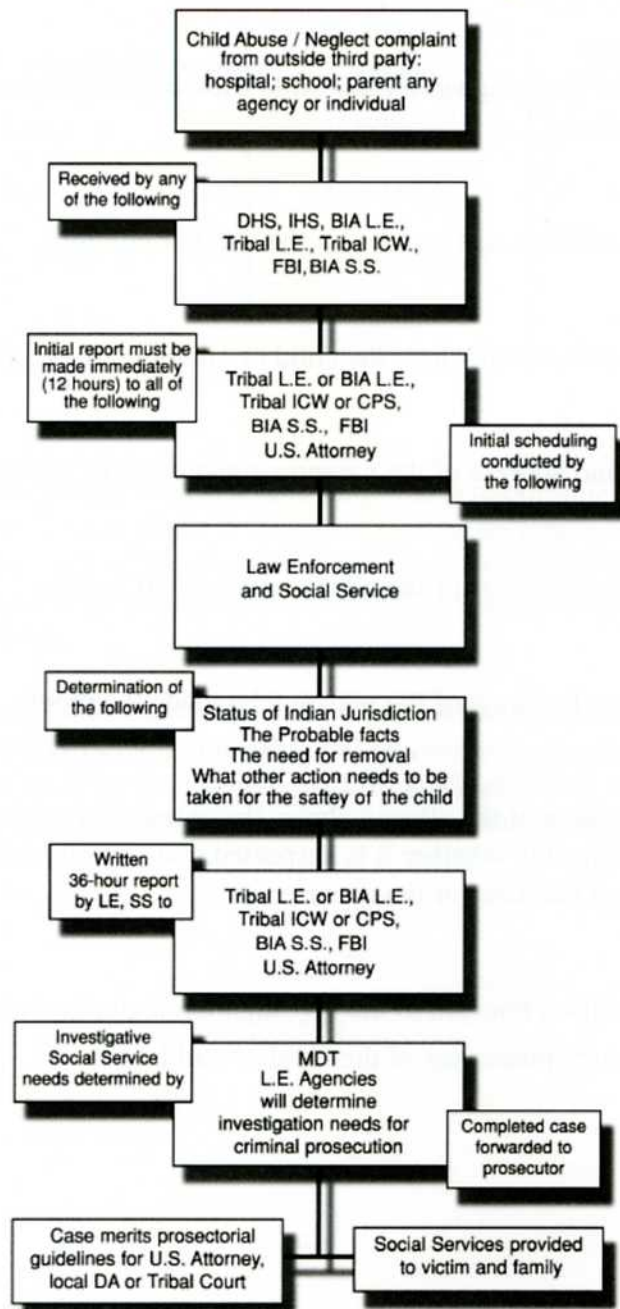 Child Abuse / Neglect complaint
from outside third party:
hospital; school; parent any
agency or individual
Received by any
of the following
DHS, IHS, BIA L.E.,
Tribal L.E., Tribal ICW.,
FBI, BIA S.S.
Initial report must be
made immediately
(12 hours) to all of
the following
Tribal L.E. or BIA L.E.,
Tribal ICW or CPS,
BIA S.S., FBI
U.S. Attorney
Initial scheduling
conducted by
the following
Law Enforcement
and Social Service
Determination of
the following
Status of Indian Jurisdiction
The Probable facts
The need for removal
What other action needs to be
taken for the saftey of the child
Written
36-hour report
by LE, SS to
Tribal L.E. or BIA L.E.,
Tribal ICW or CPS,
BIA S.S., FBI
U.S. Attorney
Investigative
Social Service
needs determined by
MDT
L.E. Agencies
will determine
investigation needs for
criminal prosecution
Completed case
forwarded to
prosecutor
Case merits prosectorial
guidelines for U.S. Attorney,
local DA or Tribal Court
Social Services provided
to victim and family